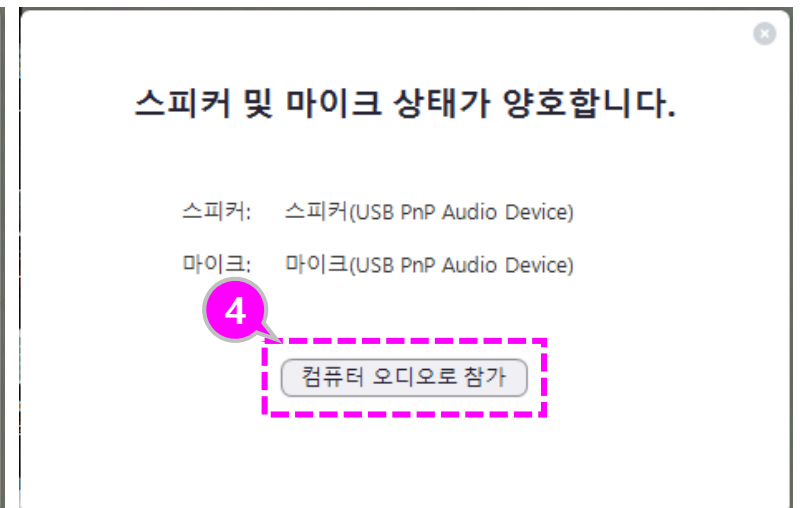 스피커 및 마이크 상태가 양호합니다.
스피커: 스피커(USB PnP Audio Device)
마이크: 마이크(USB PnP Audio Device)
4
컴퓨터 오디오로 참가